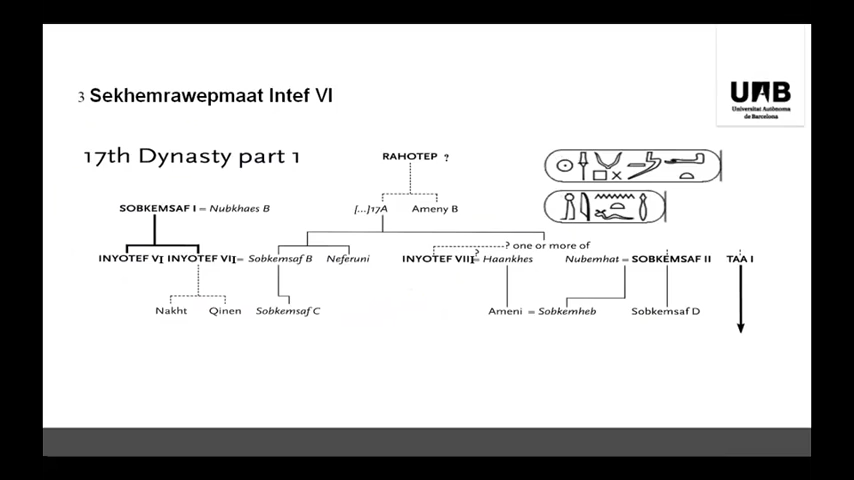 3 Sekhemrawepmaat Intef VI
UAB
Universitat Autònoma
de Barcelona
17th Dynasty part 1
RAHOTEP ?
SOBKEMSAF I = Nubkhaes B
[...]17A Ameny B
? one or more of
INYOTEF VI INYOTEF VII = Sobkemsaf B Neferuni INYOTEF VIII ?= Haankhes Nubemhat = SOBKEMSAF II TAA I
Nakht Qinen Sobkemsaf C Ameni = Sobkemheb Sobkemsaf D